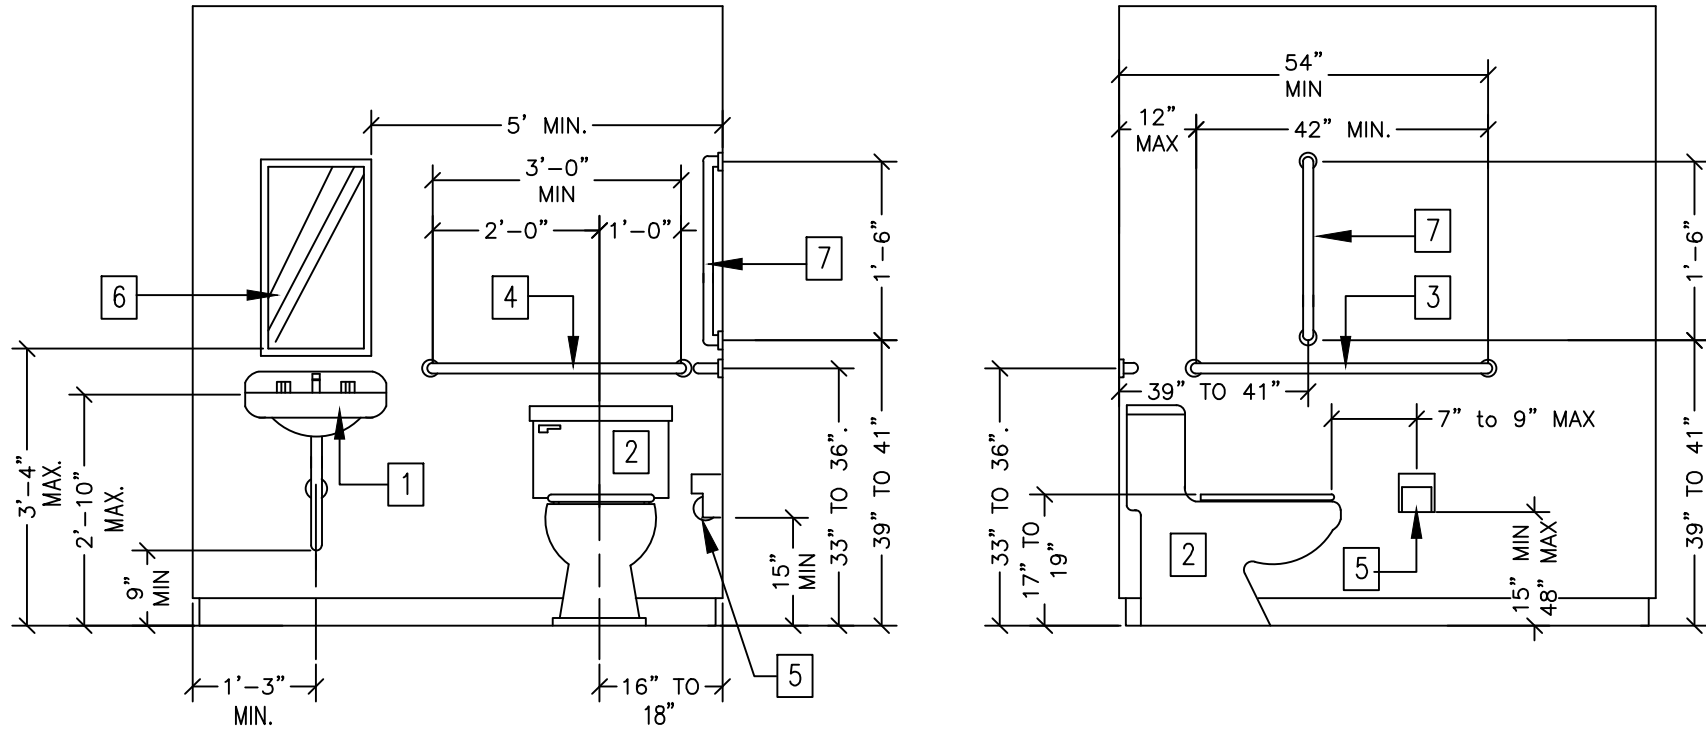 5' MIN.
3'-0"
MIN
2'-0"
1'-0"
7
1'-6"
6
4
3'-4"
MAX.
2'-10"
MAX.
1
2
9"
MIN
15"
MIN
33" TO 36".
39" TO 41"
5
1'-3"
MIN.
16" TO
18"
54"
MIN
12"
MAX
42" MIN.
7
1'-6"
3
39" TO 41"
7" to 9" MAX
33" TO 36".
17" TO
19"
2
5
15" MIN
48" MAX
39" TO 41"